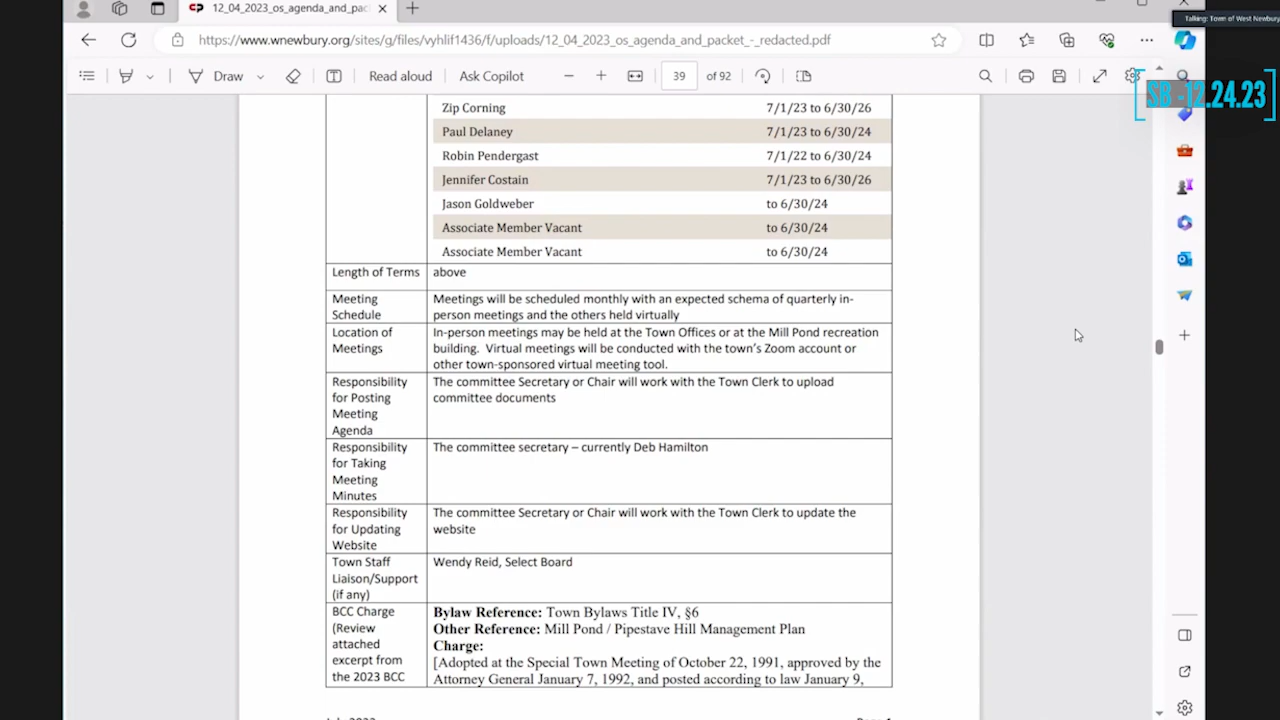 12_04_2023_os_agenda_and_pac
Talking: Town of West Newbury
https://www.wnewbury.org/sites/g/files/vyhlif1436/f/uploads/12_04_2023_os_agenda_and_packet_-_redacted.pdf
Draw
Read aloud
Ask Copilot
39 of 92
SB -12.24.23
Zip Corning 7/1/23 to 6/30/26
Paul Delaney 7/1/23 to 6/30/24
Robin Pendergast 7/1/22 to 6/30/24
Jennifer Costain 7/1/23 to 6/30/26
Jason Goldweber to 6/30/24
Associate Member Vacant to 6/30/24
Associate Member Vacant to 6/30/24
Length of Terms above
Meeting Meetings will be scheduled monthly with an expected schema of quarterly in-
Schedule person meetings and the others held virtually
Location of In-person meetings may be held at the Town Offices or at the Mill Pond recreation
Meetings building. Virtual meetings will be conducted with the town's Zoom account or
other town-sponsored virtual meeting tool.
Responsibility The committee Secretary or Chair will work with the Town Clerk to upload
for Posting committee documents
Meeting
Agenda
Responsibility The committee secretary – currently Deb Hamilton
for Taking
Meeting
Minutes
Responsibility The committee Secretary or Chair will work with the Town Clerk to update the
for Updating website
Website
Town Staff Wendy Reid, Select Board
Liaison/Support
(if any)
BCC Charge Bylaw Reference: Town Bylaws Title IV, §6
(Review Other Reference: Mill Pond / Pipestave Hill Management Plan
attached Charge:
excerpt from [Adopted at the Special Town Meeting of October 22, 1991, approved by the
the 2023 BCC Attorney General January 7, 1992, and posted according to law January 9,